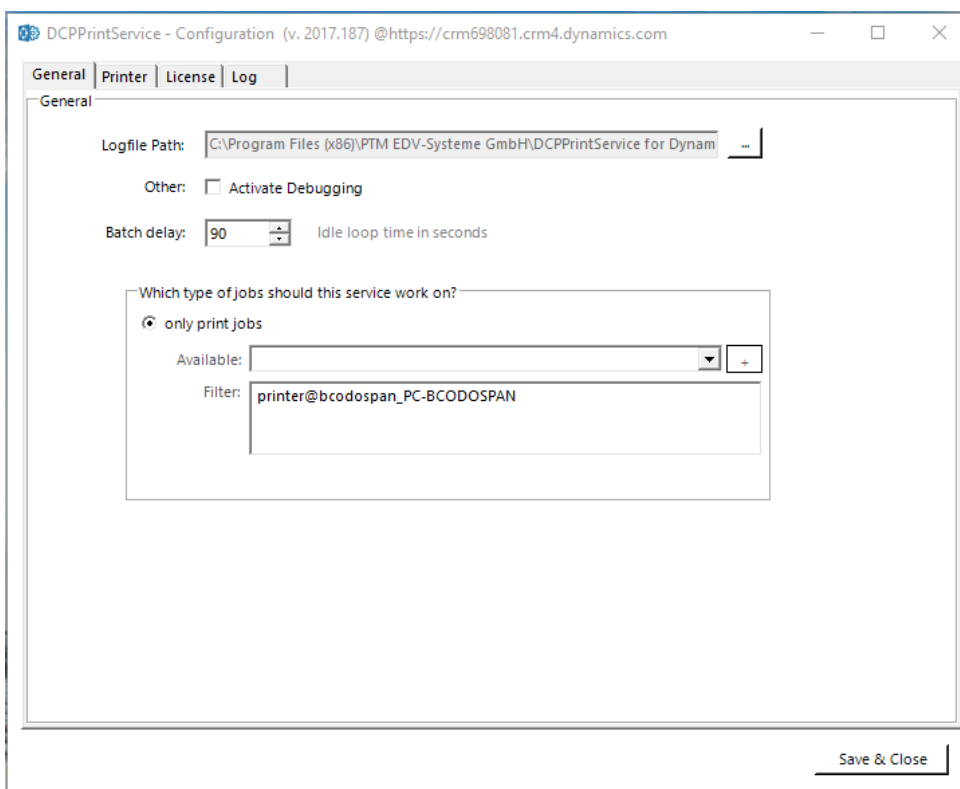 DCPPrintService - Configuration (v. 2017.187) @https://crm698081.crm4.dynamics.com
General Printer License Log
General
Logfile Path: C:\Program Files (x86)\PTM EDV-Systeme GmbH\DCPPrintService for Dynam ...
Other: Activate Debugging
Batch delay: 90 Idle loop time in seconds
Which type of jobs should this service work on?
only print jobs
Available: +
Filter: printer@bcodospan_PC-BCODOSPAN
Save & Close